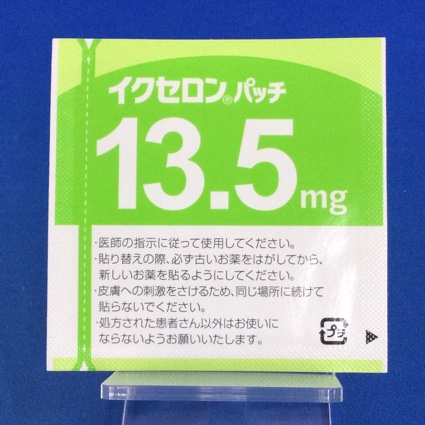 イクセロン®パッチ
13.5mg
・医師の指示に従って使用してください。
・貼り替えの際、必ず古いお薬をはがしてから、
新しいお薬を貼るようにしてください。
・皮膚への刺激をさけるため、同じ場所に続けて
貼らないでください。
・処方された患者さん以外はお使いに
ならないようお願いいたします。
プラ